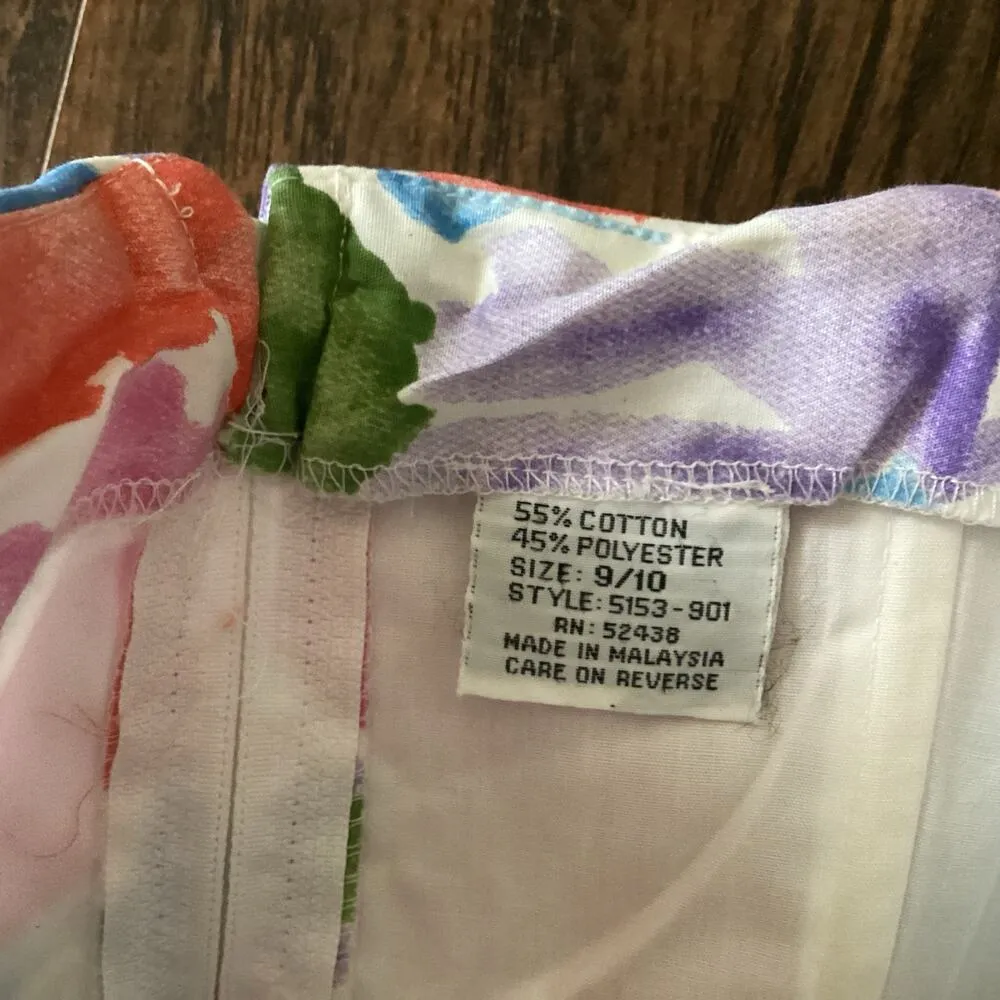 55% COTTON
45% POLYESTER
SIZE: 9/10
STYLE: 5153-901
RN: 52438
MADE IN MALAYSIA
CARE ON REVERSE